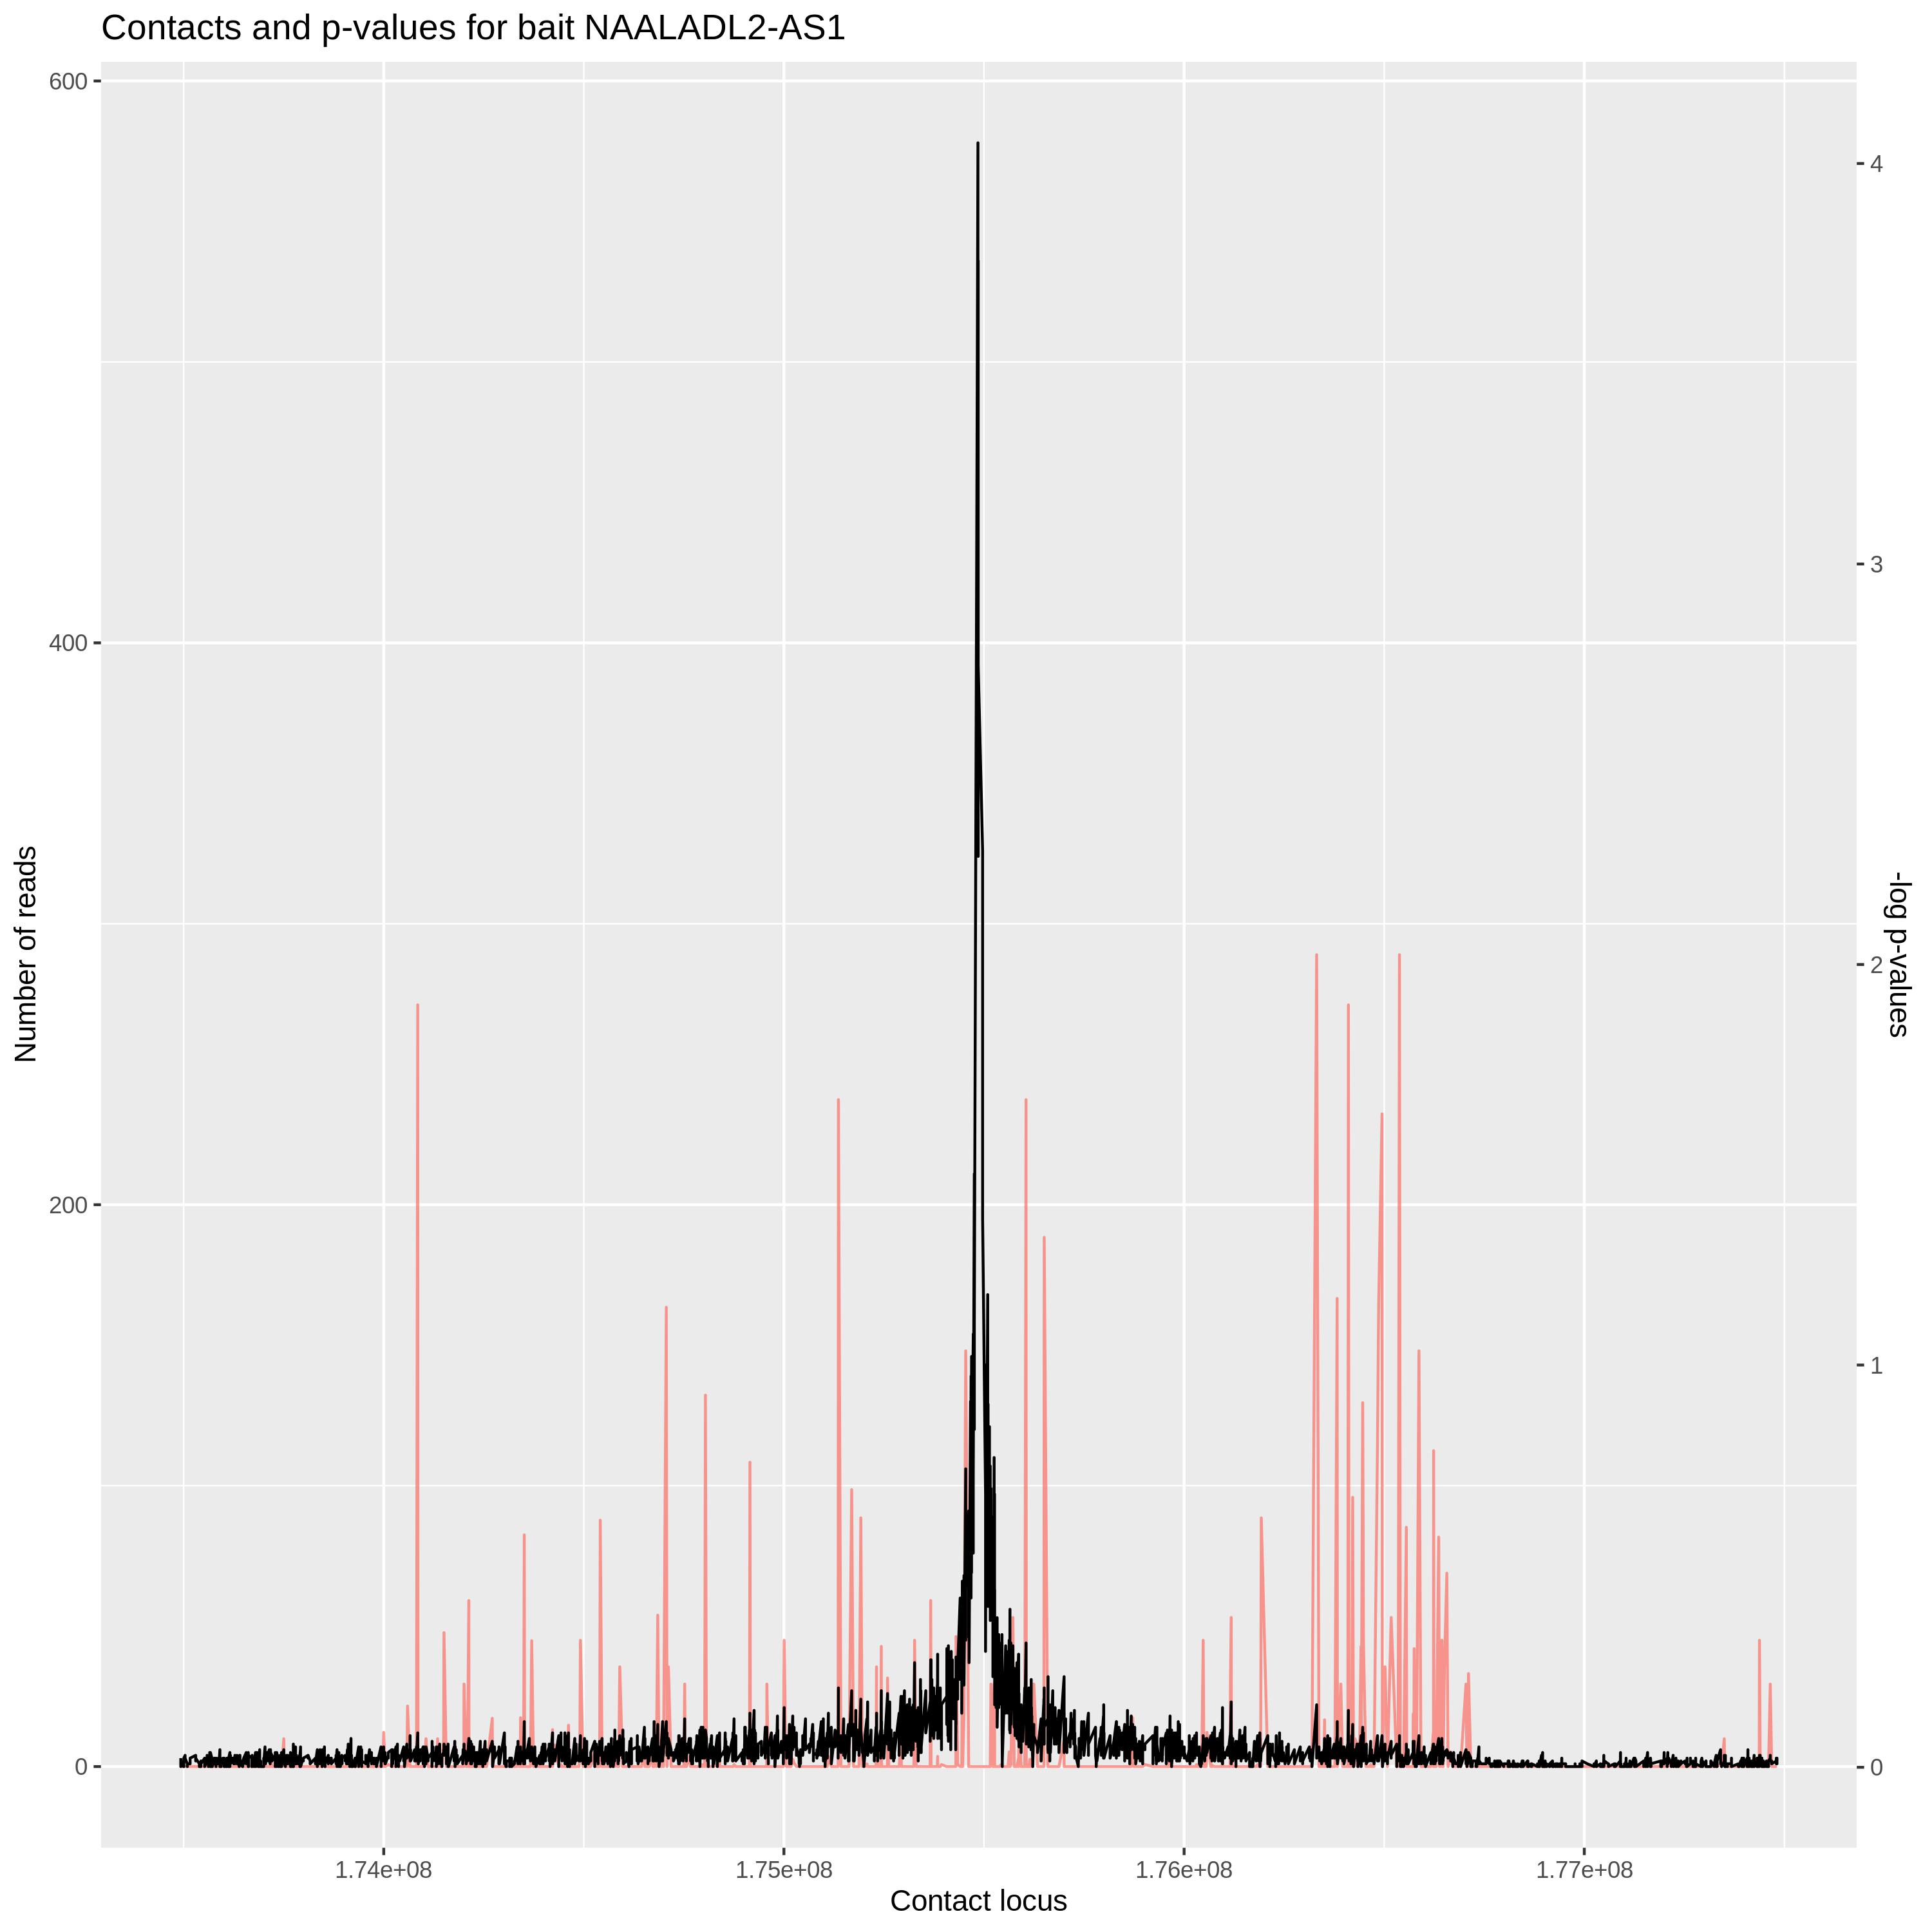 Contacts and p-values for bait NAALADL2-AS1
600
400
200
0
Number of reads
4
3
2
1
0
-log p-values
1.74e+08
1.75e+08
1.76e+08
1.77e+08
Contact locus